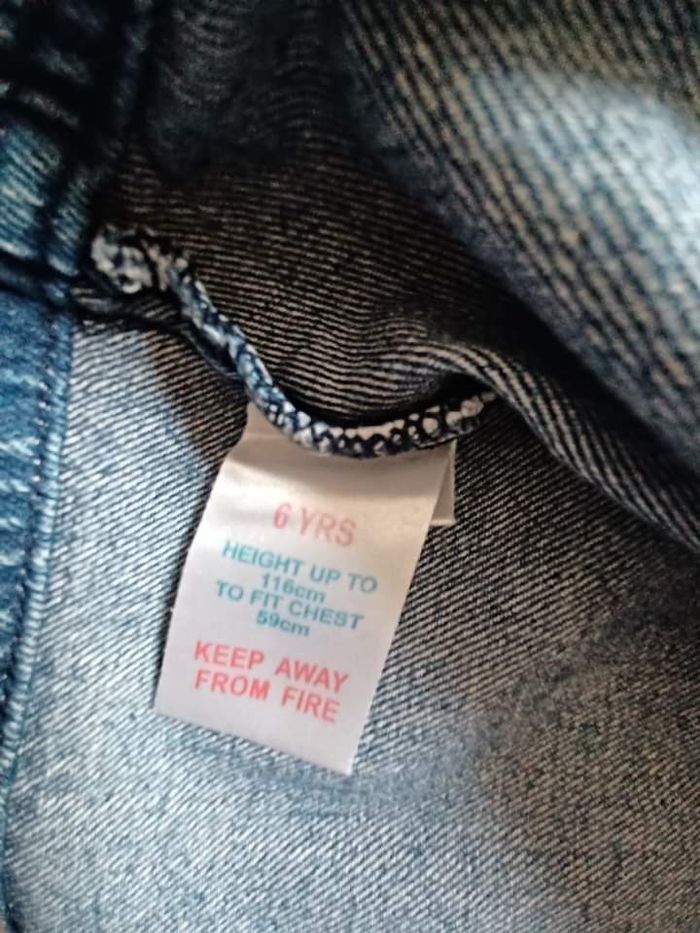 6 YRS
HEIGHT UP TO
116cm
TO FIT CHEST
59cm
KEEP AWAY
FROM FIRE